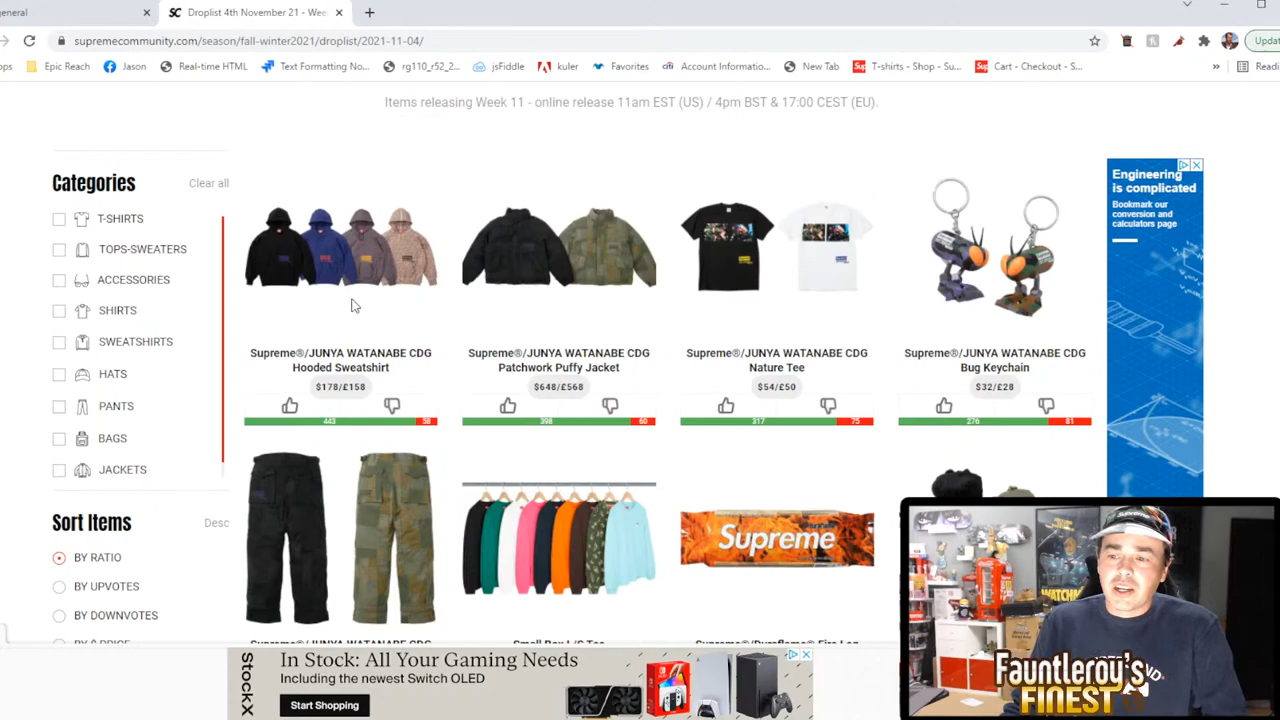 general
SC Droplist 4th November 21 - Wee
supremecommunity.com/season/fall-winter2021/droplist/2021-11-04/
Updat
ops
Epic Reach
Jason
Real-time HTML
Text Formatting No...
rg110_r52_2...
jsFiddle
kuler
Favorites
Account Informatio...
New Tab
T-shirts - Shop - Su...
Cart - Checkout - S...
»
Readi
Items releasing Week 11 - online release 11am EST (US) / 4pm BST & 17:00 CEST (EU).
Categories
Clear all
T-SHIRTS
TOPS-SWEATERS
ACCESSORIES
SHIRTS
SWEATSHIRTS
HATS
PANTS
BAGS
JACKETS
Sort Items
Desc
BY RATIO
BY UPVOTES
BY DOWNVOTES
BY $ PRICE
Supreme®/JUNYA WATANABE CDG
Hooded Sweatshirt
$178/£158
443
58
Supreme®/JUNYA WATANABE CDG
Patchwork Puffy Jacket
$648/£568
398
60
Supreme®/JUNYA WATANABE CDG
Nature Tee
$54/£50
317
75
Supreme®/JUNYA WATANABE CDG
Bug Keychain
$32/£28
276
81
Supreme
Supreme®/JUNYA WATANABE CDG
Small Box L/S Tee
Supreme®/Duraflame® Fire Log
Engineering
is complicated
Bookmark our
conversion and
calculators page
StockX
In Stock: All Your Gaming Needs
Including the newest Switch OLED
Start Shopping
Supreme
WATCHM
Fauntleroy's
FINEST